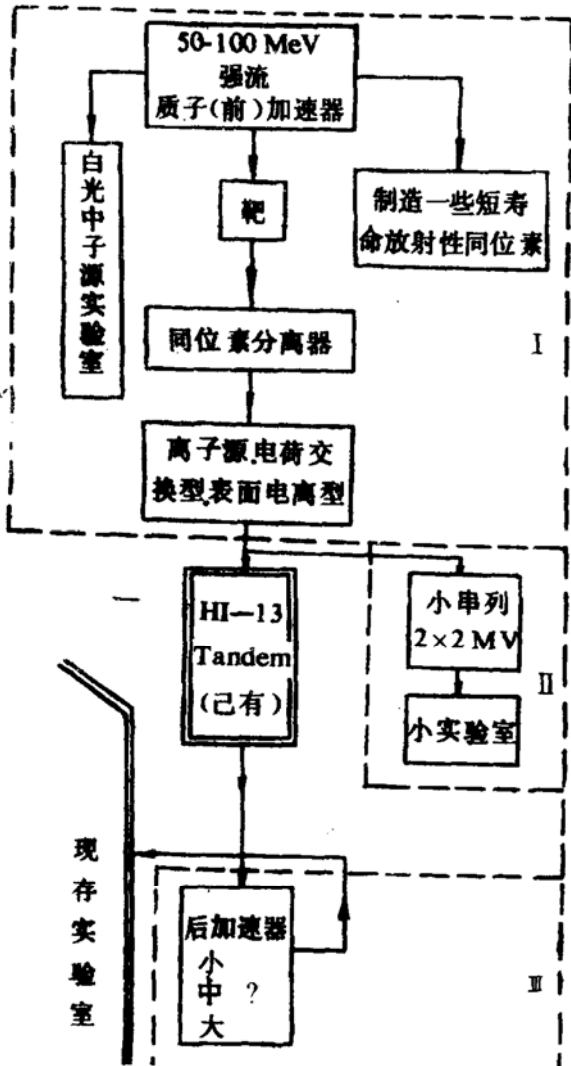 50-100 MeV
强流
质子(前)加速器
白光中子源实验室
靶
制造一些短寿
命放射性同位素
同位素分离器
I
离子源.电荷交
换型.表面电离型
HI—13
Tandem
(己有)
小串列
2×2 MV
II
小实验室
现存实验室
后加速器
小
中 ?
大
III